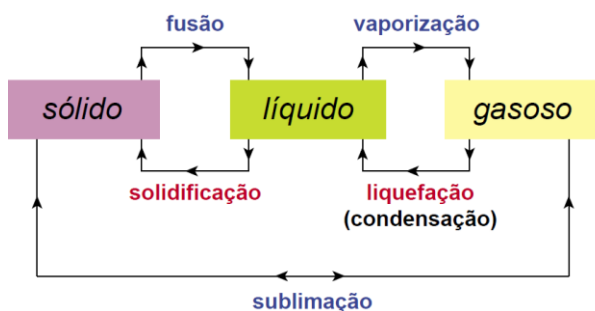 fusão
vaporização
sólido
líquido
gasoso
solidificação
liquefação
(condensação)
sublimação